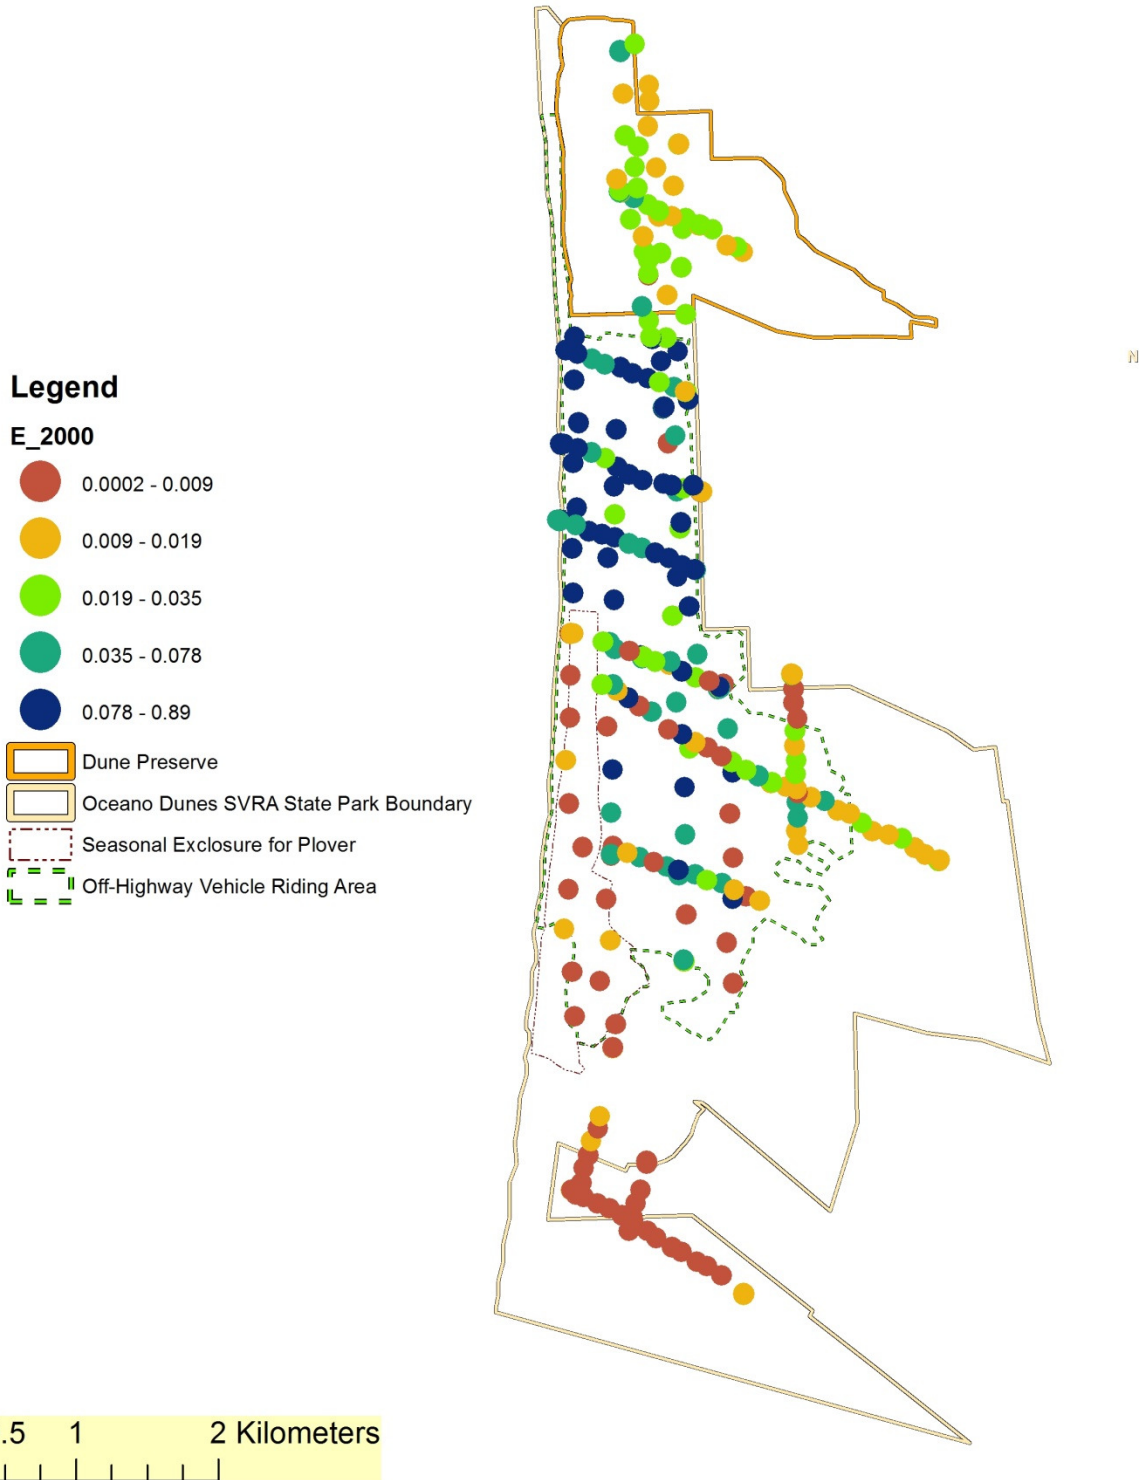 N
Legend
E_2000
0.0002 - 0.009
0.009 - 0.019
0.019 - 0.035
0.035 - 0.078
0.078 - 0.89
Dune Preserve
Oceano Dunes SVRA State Park Boundary
Seasonal Exclosure for Plover
Off-Highway Vehicle Riding Area
.5 1 2 Kilometers